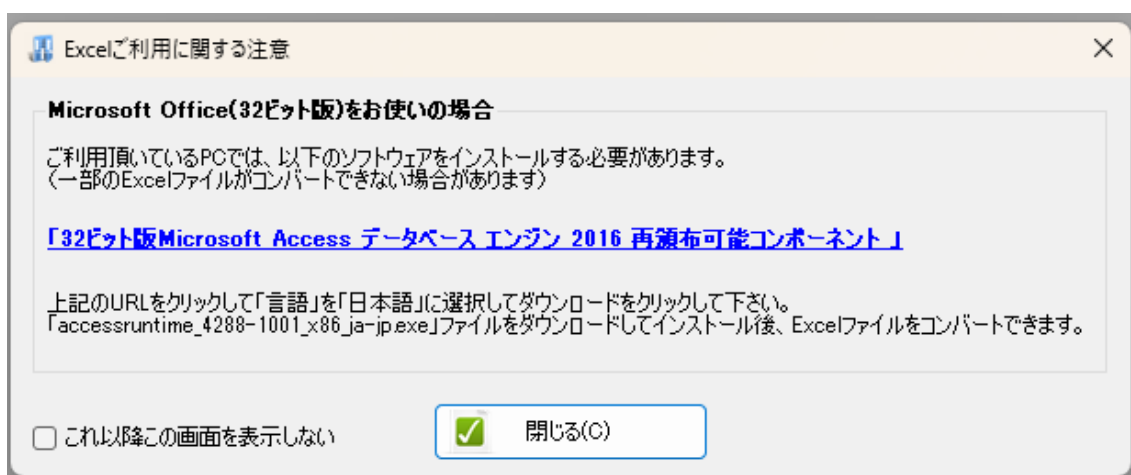 Excelご利用に関する注意
Microsoft Office(32ビット版)をお使いの場合
ご利用頂いているPCでは、以下のソフトウェアをインストールする必要があります。
(一部のExcelファイルがコンバートできない場合があります)
「32ビット版Microsoft Access データベース エンジン 2016 再頒布可能コンポーネント 」
上記のURLをクリックして「言語」を「日本語」に選択してダウンロードをクリックして下さい。
「accessruntime_4288-1001_x86_ja-jp.exe」ファイルをダウンロードしてインストール後、Excelファイルをコンバートできます。
これ以降この画面を表示しない
閉じる(C)